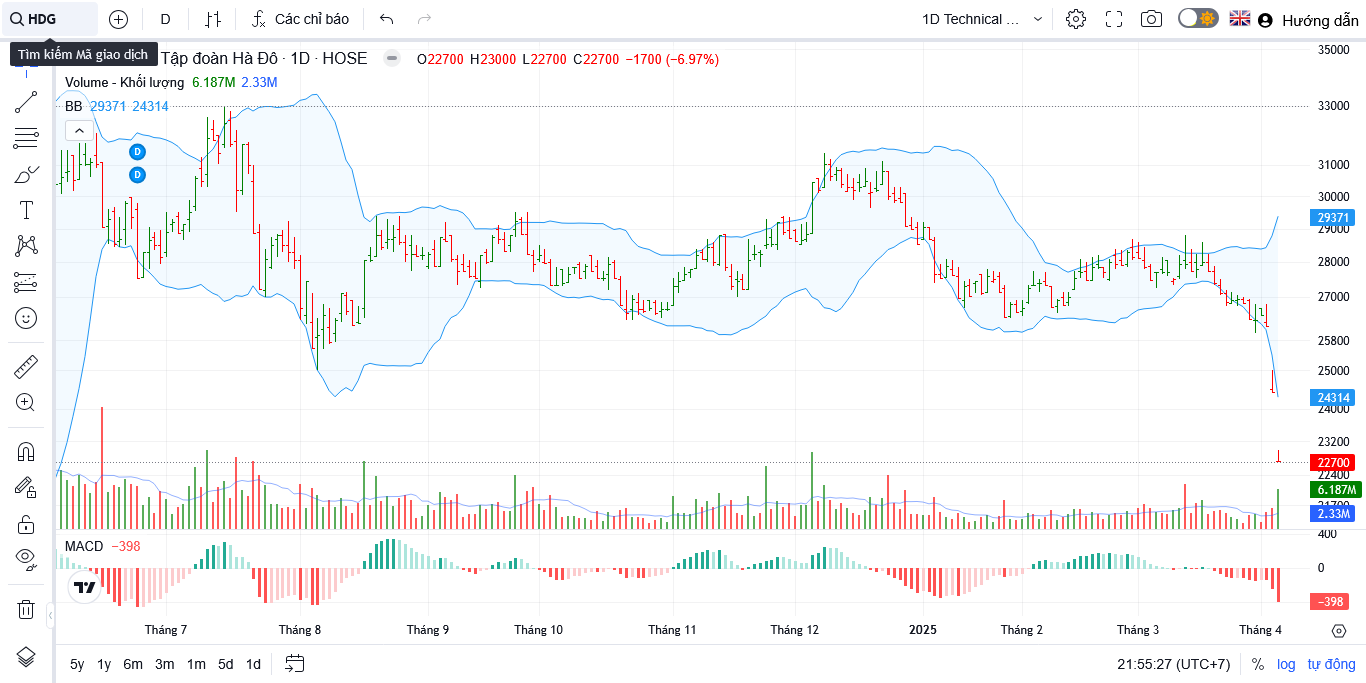 HDG D Các chỉ báo 1D Technical ... Hướng dẫn
Tìm kiếm Mã giao dịch
Tập đoàn Hà Đô · 1D · HOSE O22700 H23000 L22700 C22700 −1700 (−6.97%)
Volume - Khối lượng 6.187M 2.33M
BB 29371 24314
D
D
35000
33000
31000
30000
29371
29000
28000
27000
25800
25000
24314
24000
23200
22700
22400
6.187M
2.33M
MACD −398
400
0
−398
Tháng 7 Tháng 8 Tháng 9 Tháng 10 Tháng 11 Tháng 12 2025 Tháng 2 Tháng 3 Tháng 4
5y 1y 6m 3m 1m 5d 1d 21:55:27 (UTC+7) % log tự động